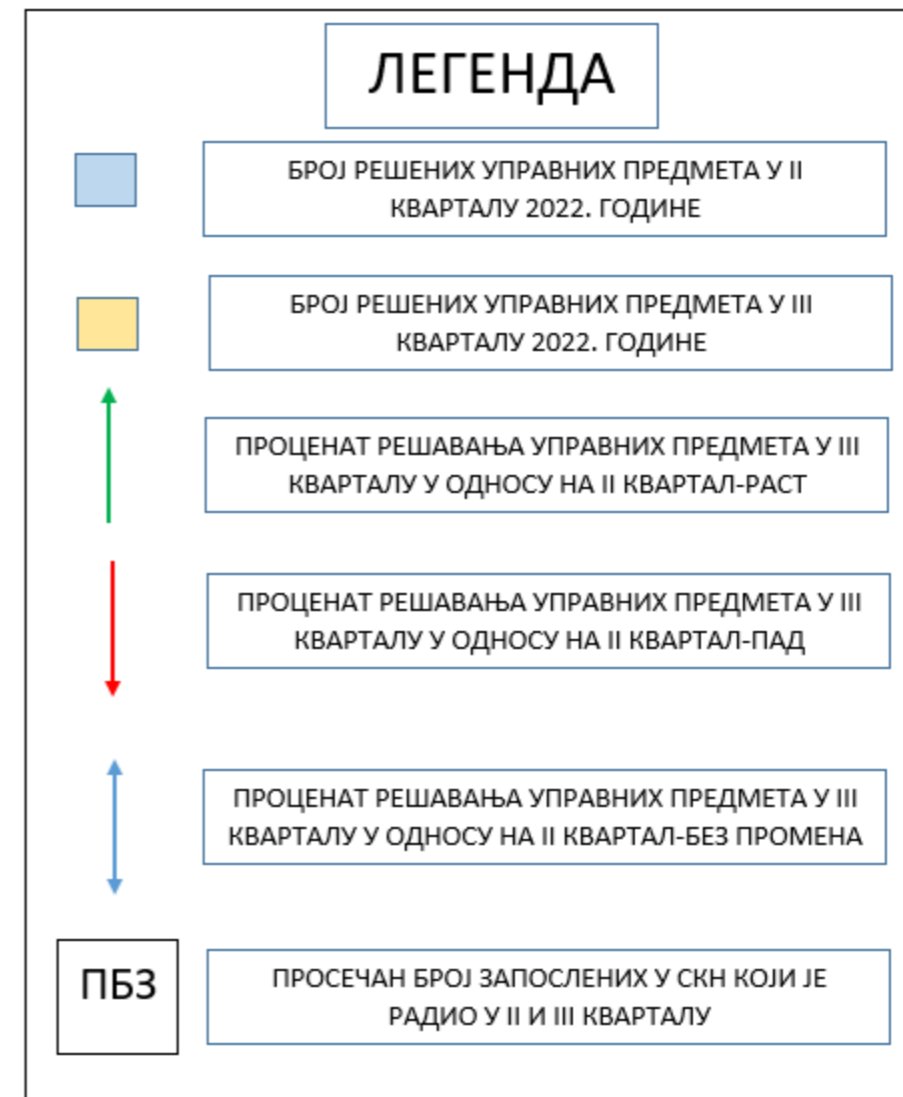 ЛЕГЕНДА
БРОЈ РЕШЕНИХ УПРАВНИХ ПРЕДМЕТА У II
КВАРТАЛУ 2022. ГОДИНЕ
БРОЈ РЕШЕНИХ УПРАВНИХ ПРЕДМЕТА У III
КВАРТАЛУ 2022. ГОДИНЕ
ПРОЦЕНАТ РЕШАВАЊА УПРАВНИХ ПРЕДМЕТА У III
КВАРТАЛУ У ОДНОСУ НА II КВАРТАЛ-РАСТ
ПРОЦЕНАТ РЕШАВАЊА УПРАВНИХ ПРЕДМЕТА У III
КВАРТАЛУ У ОДНОСУ НА II КВАРТАЛ-ПАД
ПРОЦЕНАТ РЕШАВАЊА УПРАВНИХ ПРЕДМЕТА У III
КВАРТАЛУ У ОДНОСУ НА II КВАРТАЛ-БЕЗ ПРОМЕНА
ПБЗ
ПРОСЕЧАН БРОЈ ЗАПОСЛЕНИХ У СКН КОЈИ ЈЕ
РАДИО У II И III КВАРТАЛУ